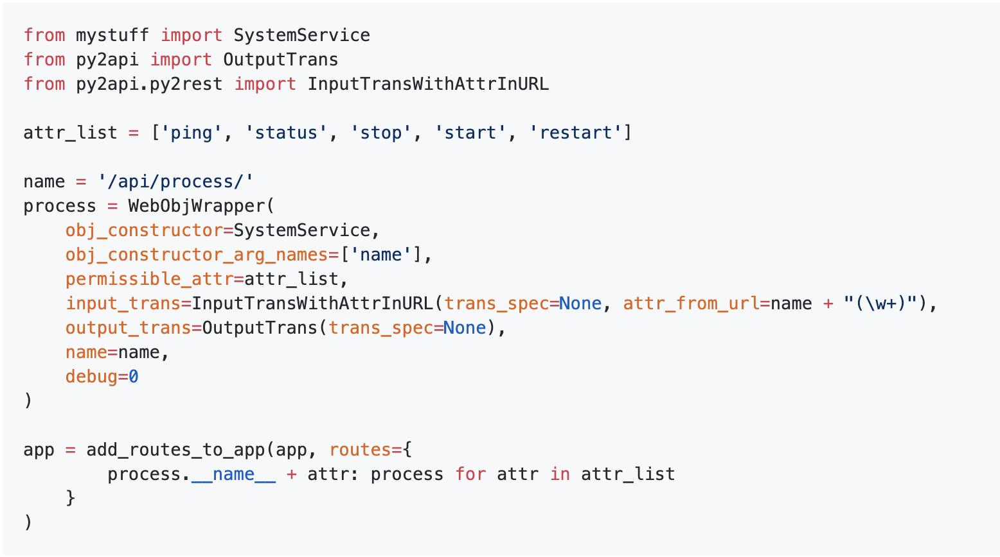 from mystuff import SystemService
from py2api import OutputTrans
from py2api.py2rest import InputTransWithAttrInURL

attr_list = ['ping', 'status', 'stop', 'start', 'restart']

name = '/api/process/'
process = WebObjWrapper(
    obj_constructor=SystemService,
    obj_constructor_arg_names=['name'],
    permissible_attr=attr_list,
    input_trans=InputTransWithAttrInURL(trans_spec=None, attr_from_url=name + "(\w+)"),
    output_trans=OutputTrans(trans_spec=None),
    name=name,
    debug=0
)

app = add_routes_to_app(app, routes={
        process.__name__ + attr: process for attr in attr_list
    }
)